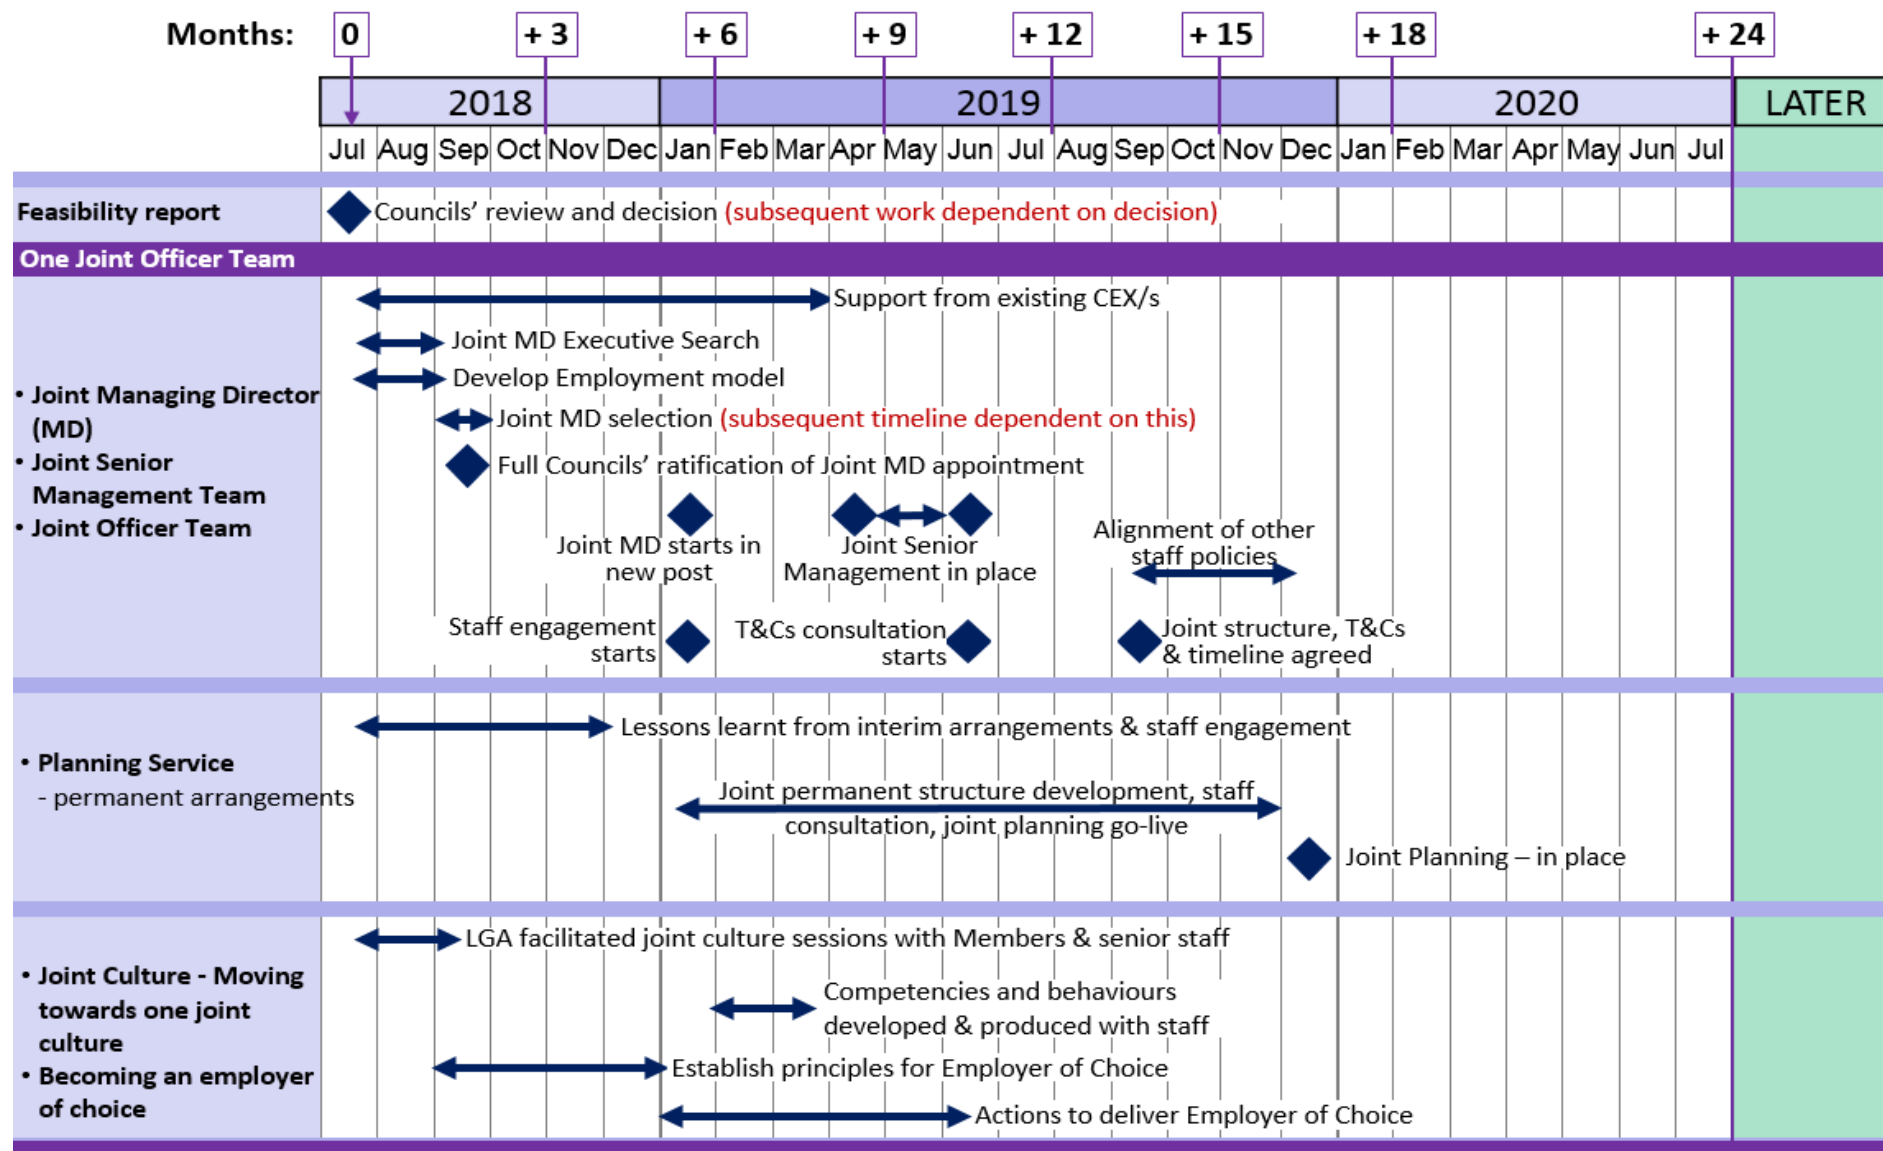 Months: 0 + 3 + 6 + 9 + 12 + 15 + 18 + 24
2018 2019 2020 LATER
Jul Aug Sep Oct Nov Dec Jan Feb Mar Apr May Jun Jul Aug Sep Oct Nov Dec Jan Feb Mar Apr May Jun Jul
Feasibility report
Councils’ review and decision (subsequent work dependent on decision)
One Joint Officer Team
• Joint Managing Director
(MD)
• Joint Senior
Management Team
• Joint Officer Team
Support from existing CEX/s
Joint MD Executive Search
Develop Employment model
Joint MD selection (subsequent timeline dependent on this)
Full Councils’ ratification of Joint MD appointment
Joint MD starts in
new post
Joint Senior
Management in place
Alignment of other
staff policies
Staff engagement
starts
T&Cs consultation
starts
Joint structure, T&Cs
& timeline agreed
• Planning Service
- permanent arrangements
Lessons learnt from interim arrangements & staff engagement
Joint permanent structure development, staff
consultation, joint planning go-live
Joint Planning – in place
• Joint Culture - Moving
towards one joint
culture
• Becoming an employer
of choice
LGA facilitated joint culture sessions with Members & senior staff
Competencies and behaviours
developed & produced with staff
Establish principles for Employer of Choice
Actions to deliver Employer of Choice